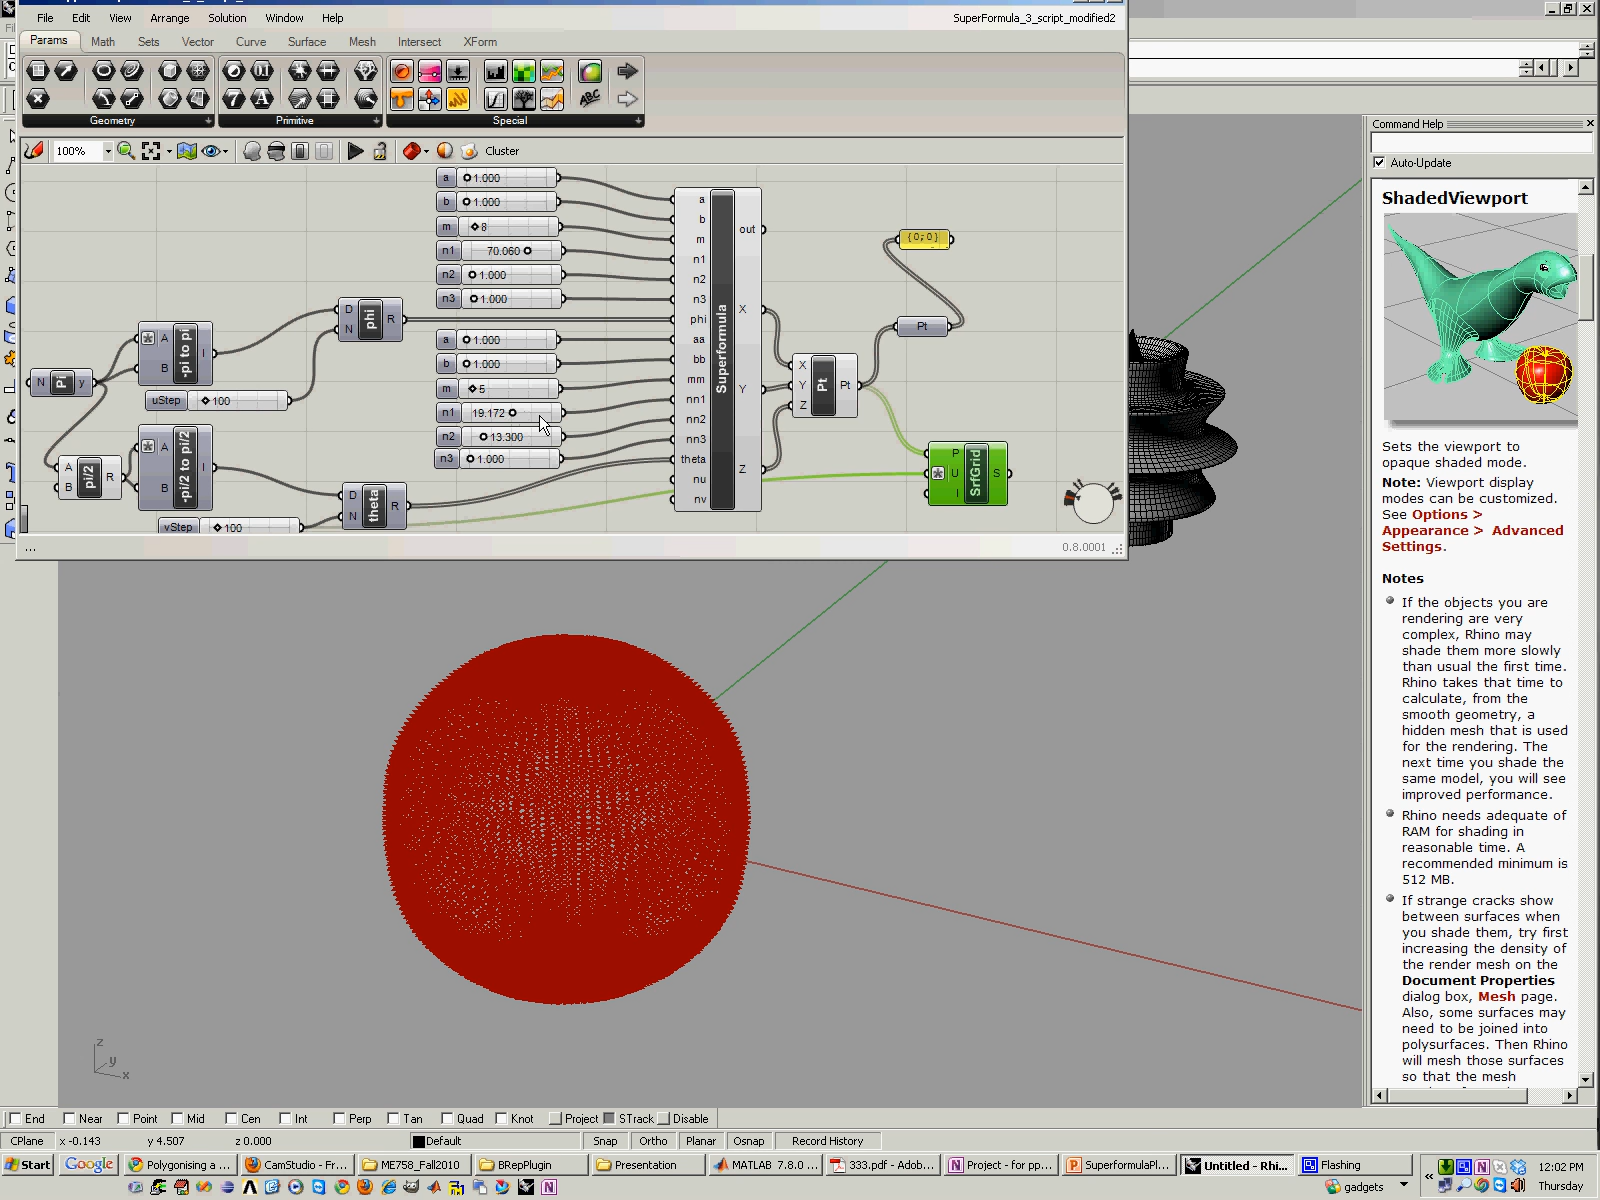 File Edit View Arrange Solution Window Help SuperFormula_3_script_modified2
Params Math Sets Vector Curve Surface Mesh Intersect XForm
Geometry Primitive Special
ABC
100% Cluster
a 1.000
b 1.000
m 8
n1 70.060
n2 1.000
n3 1.000
a 1.000
b 1.000
m 5
n1 19.172
n2 13.300
n3 1.000
N Pi y
A B -pi to pi I
uStep 100
D N phi R
A B pi/2 R
A B -pi/2 to pi/2 I
vStep 100
D N theta R
a
b
m
n1
n2
n3
phi
aa
bb
mm
nn1
nn2
nn3
theta
nu
nv
Superformula
out
X
Y
Z
X Y Z Pt Pt
{0;0}
Pt
P U I SrfGrid S
... 0.8.0001
Command Help
Auto-Update
ShadedViewport
Sets the viewport to
opaque shaded mode.
Note: Viewport display
modes can be customized.
See Options >
Appearance > Advanced
Settings.
Notes
If the objects you are
rendering are very
complex, Rhino may
shade them more slowly
than usual the first time.
Rhino takes that time to
calculate, from the
smooth geometry, a
hidden mesh that is used
for the rendering. The
next time you shade the
same model, you will see
improved performance.
Rhino needs adequate of
RAM for shading in
reasonable time. A
recommended minimum is
512 MB.
If strange cracks show
between surfaces when
you shade them, try first
increasing the density of
the render mesh on the
Document Properties
dialog box, Mesh page.
Also, some surfaces may
need to be joined into
polysurfaces. Then Rhino
will mesh those surfaces
so that the mesh
z
y
x
End Near Point Mid Cen Int Perp Tan Quad Knot Project STrack Disable
CPlane x -0.143 y 4.507 z 0.000 Default Snap Ortho Planar Osnap Record History
Start Google Polygonising a ... CamStudio - Fr... ME758_Fall2010 BRepPlugin Presentation MATLAB 7.8.0 ... 333.pdf - Adob... Project - for pp... SuperformulaPl... Untitled - Rhi... Flashing 12:02 PM
gadgets Thursday